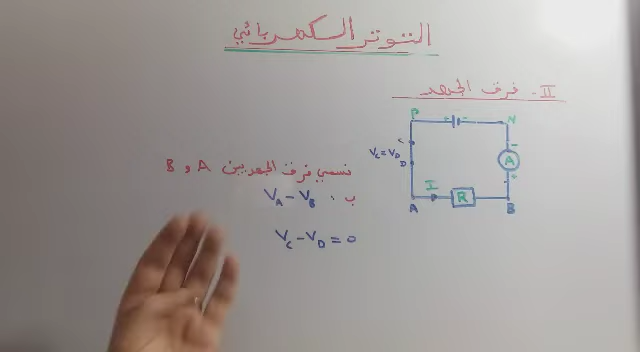 التوتر الكهربائي
II - فرق الجهد
P N
C
V_C = V_D
D
A
I R
A B
نسمي فرق الجهد بين A و B
ب : V_A - V_B
V_C - V_D = 0